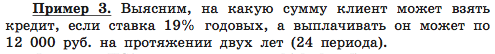 Пример 3. Выясним, на какую сумму клиент может взять
кредит, если ставка 19% годовых, а выплачивать он может по
12 000 руб. на протяжении двух лет (24 периода).